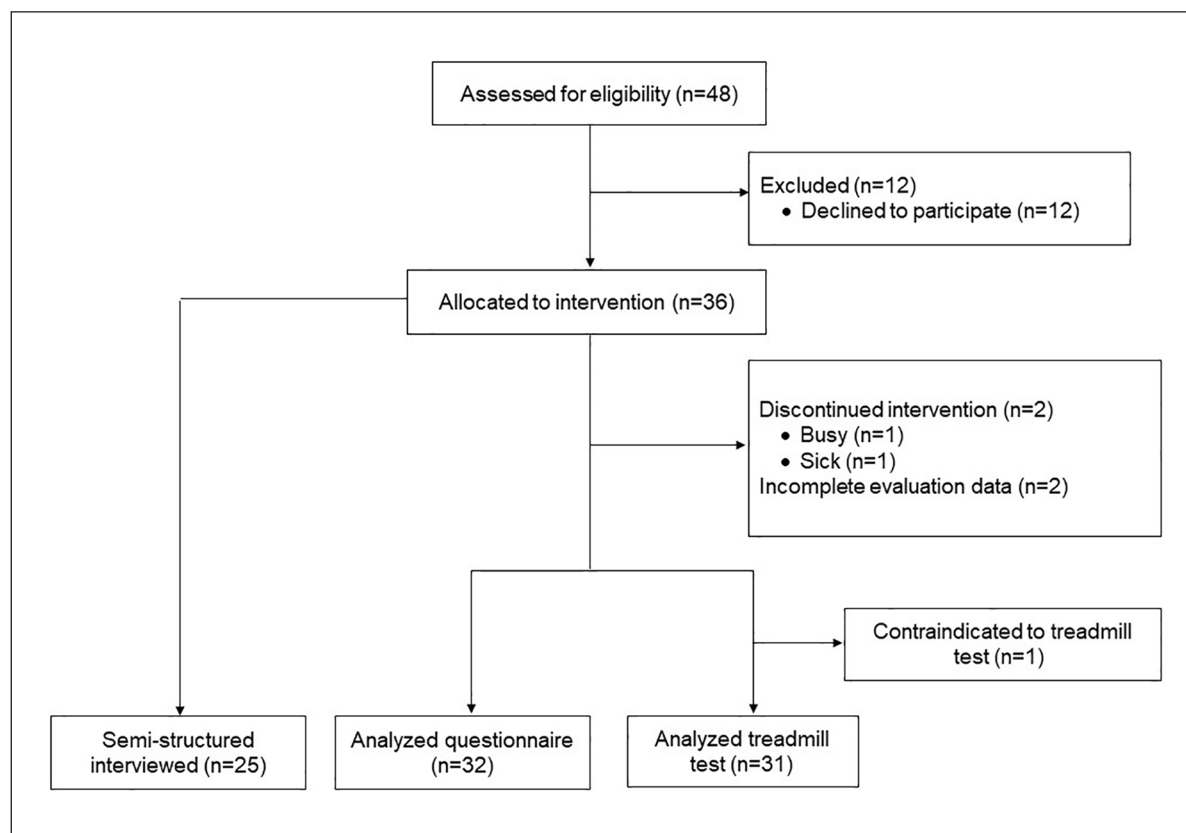 Assessed for eligibility (n=48)
Excluded (n=12)
• Declined to participate (n=12)
Allocated to intervention (n=36)
Discontinued intervention (n=2)
• Busy (n=1)
• Sick (n=1)
Incomplete evaluation data (n=2)
Contraindicated to treadmill
test (n=1)
Semi-structured
interviewed (n=25)
Analyzed questionnaire
(n=32)
Analyzed treadmill
test (n=31)